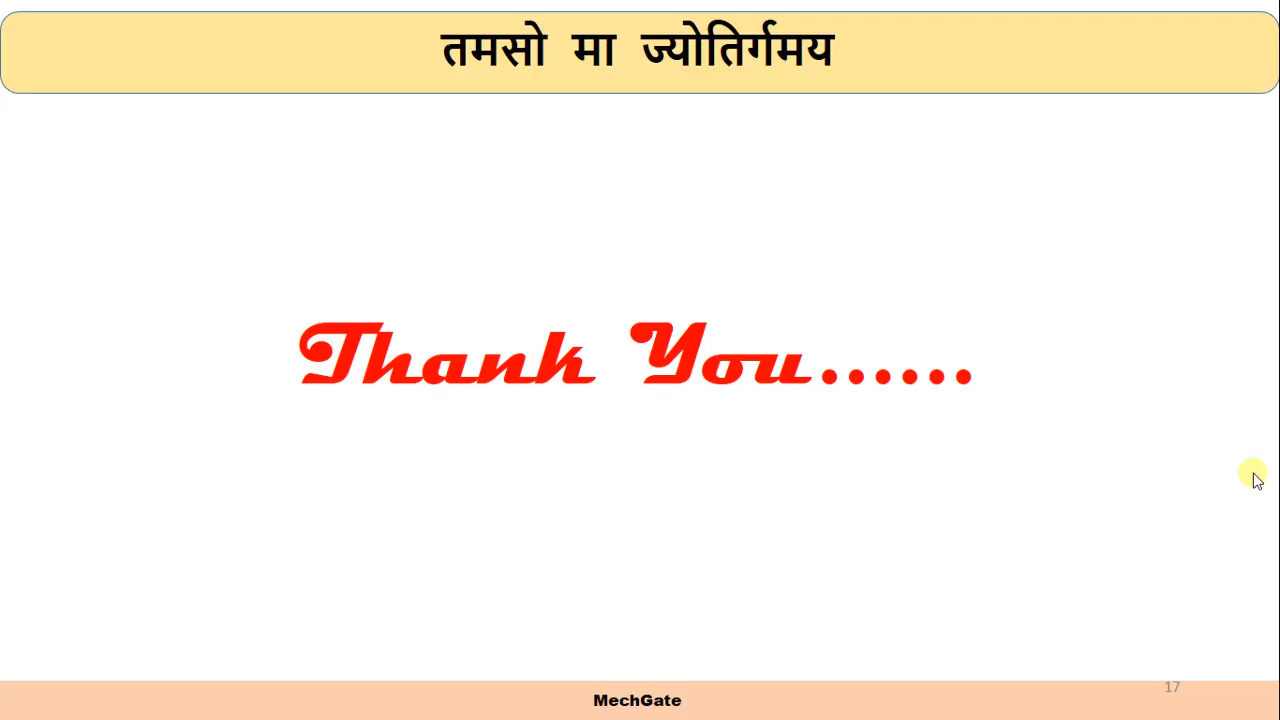 तमसो मा ज्योतिर्गमय
Thank You......
17
MechGate